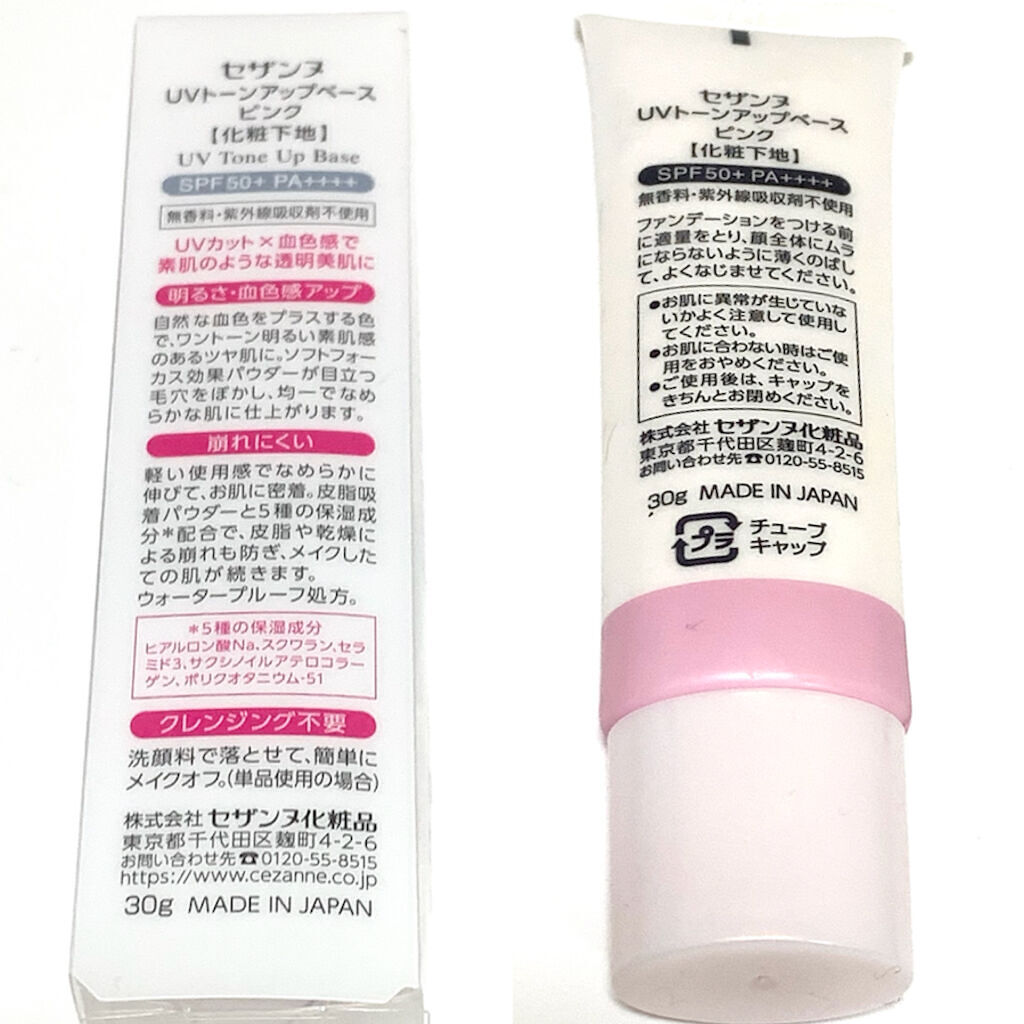 セザンヌ
UVトーンアップベース
ピンク
【化粧下地】
UV Tone Up Base
SPF50+ PA++++
無香料・紫外線吸収剤不使用
UVカット×血色感で
素肌のような透明美肌に
明るさ・血色感アップ
自然な血色をプラスする色
で、ワントーン明るい素肌感
のあるツヤ肌に。ソフトフォー
カス効果パウダーが目立つ
毛穴をぼかし、均一でなめ
らかな肌に仕上がります。
崩れにくい
軽い使用感でなめらかに
伸びて、お肌に密着。皮脂吸
着パウダーと5種の保湿成
分*配合で、皮脂や乾燥に
よる崩れも防ぎ、メイクした
ての肌が続きます。
ウォータープルーフ処方。
*5種の保湿成分
ヒアルロン酸Na、スクワラン、セラ
ミド3、サクシノイルアテロコラー
ゲン、ポリクオタニウム-51
クレンジング不要
洗顔料で落とせて、簡単に
メイクオフ。(単品使用の場合)
株式会社 セザンヌ化粧品
東京都千代田区麹町4-2-6
お問い合わせ先☎0120-55-8515
https://www.cezanne.co.jp
30g MADE IN JAPAN
セザンヌ
UVトーンアップベース
ピンク
【化粧下地】
SPF50+ PA++++
無香料・紫外線吸収剤不使用
ファンデーションをつける前
に適量をとり、顔全体にムラ
にならないように薄くのばし
て、よくなじませてください。
●お肌に異常が生じていな
いかよく注意して使用し
てください。
●お肌に合わない時はご使
用をおやめください。
●ご使用後は、キャップを
きちんとお閉めください。
株式会社 セザンヌ化粧品
東京都千代田区麹町4-2-6
お問い合わせ先☎0120-55-8515
30g MADE IN JAPAN
プラ
チューブ
キャップ